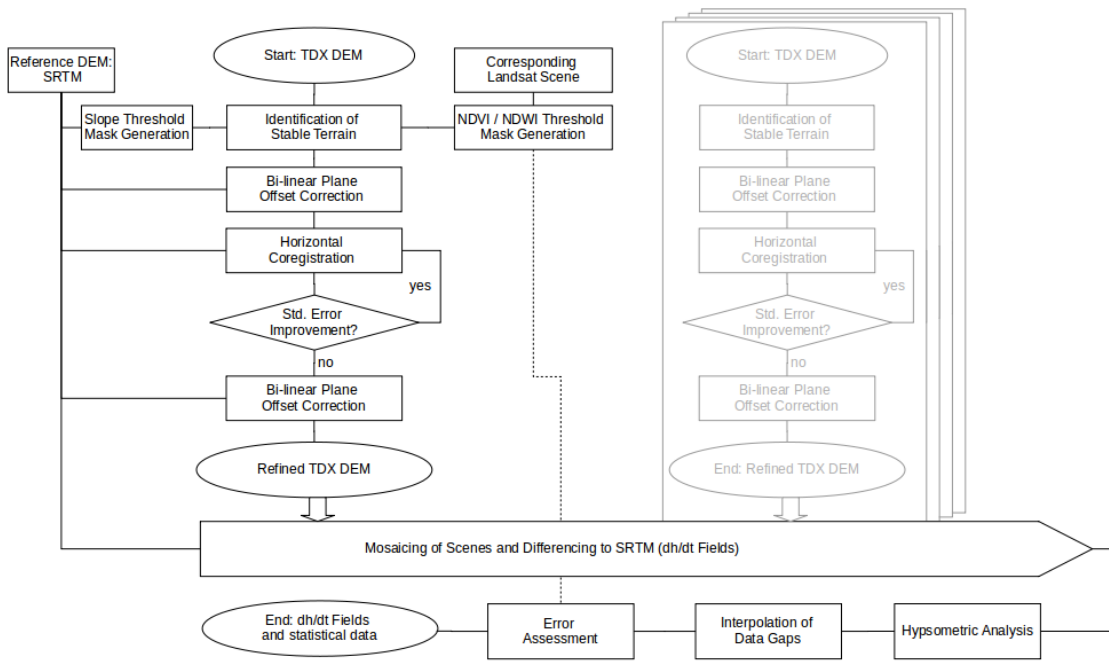 Reference DEM:
SRTM
Start: TDX DEM
Corresponding
Landsat Scene
Slope Threshold
Mask Generation
Identification of
Stable Terrain
NDVI / NDWI Threshold
Mask Generation
Bi-linear Plane
Offset Correction
Horizontal
Coregistration
yes
Std. Error
Improvement?
no
Bi-linear Plane
Offset Correction
Refined TDX DEM
Start: TDX DEM
Identification of
Stable Terrain
Bi-linear Plane
Offset Correction
Horizontal
Coregistration
yes
Std. Error
Improvement?
no
Bi-linear Plane
Offset Correction
End: Refined TDX DEM
Mosaicing of Scenes and Differencing to SRTM (dh/dt Fields)
End: dh/dt Fields
and statistical data
Error
Assessment
Interpolation of
Data Gaps
Hypsometric Analysis